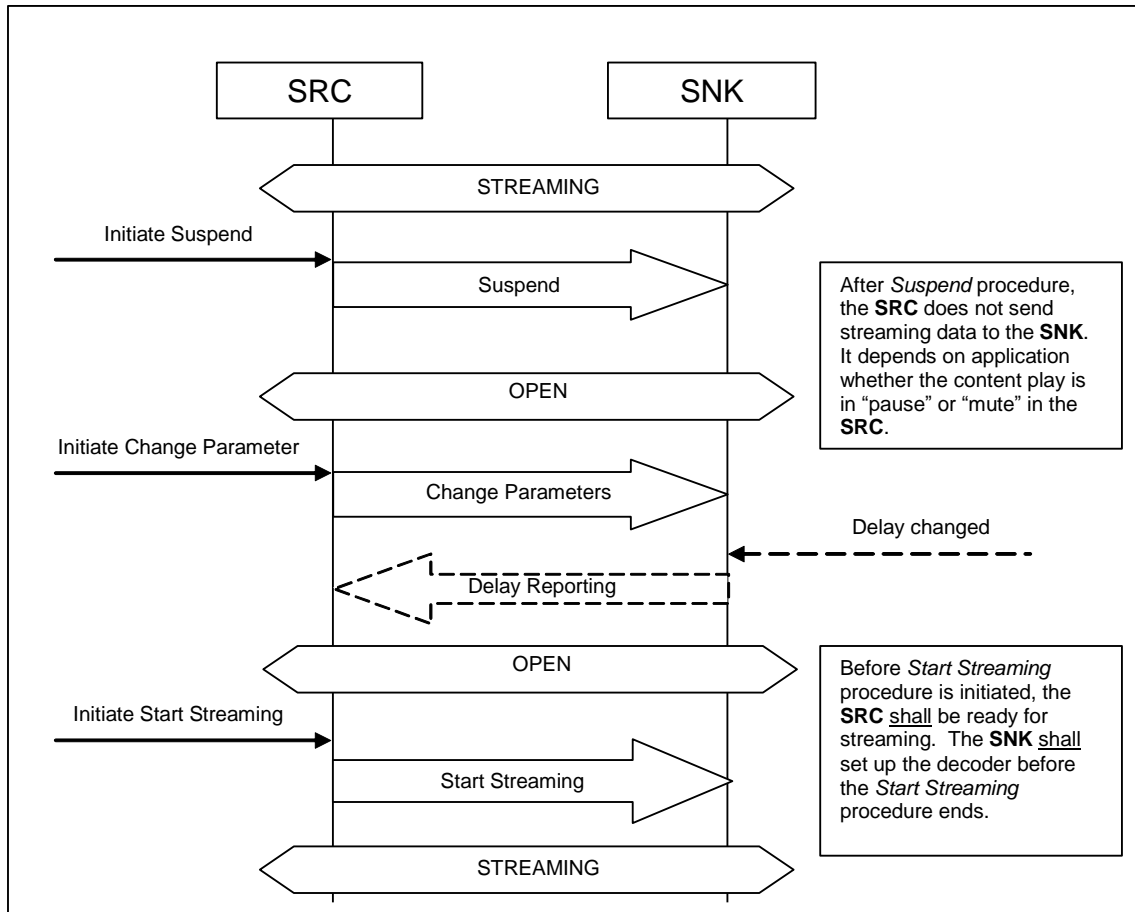 SRC
SNK
STREAMING
Initiate Suspend
Suspend
After Suspend procedure,
the SRC does not send
streaming data to the SNK.
It depends on application
whether the content play is
in “pause” or “mute” in the
SRC.
OPEN
Initiate Change Parameter
Change Parameters
Delay changed
Delay Reporting
OPEN
Before Start Streaming
procedure is initiated, the
SRC shall be ready for
streaming.  The SNK shall
set up the decoder before
the Start Streaming
procedure ends.
Initiate Start Streaming
Start Streaming
STREAMING